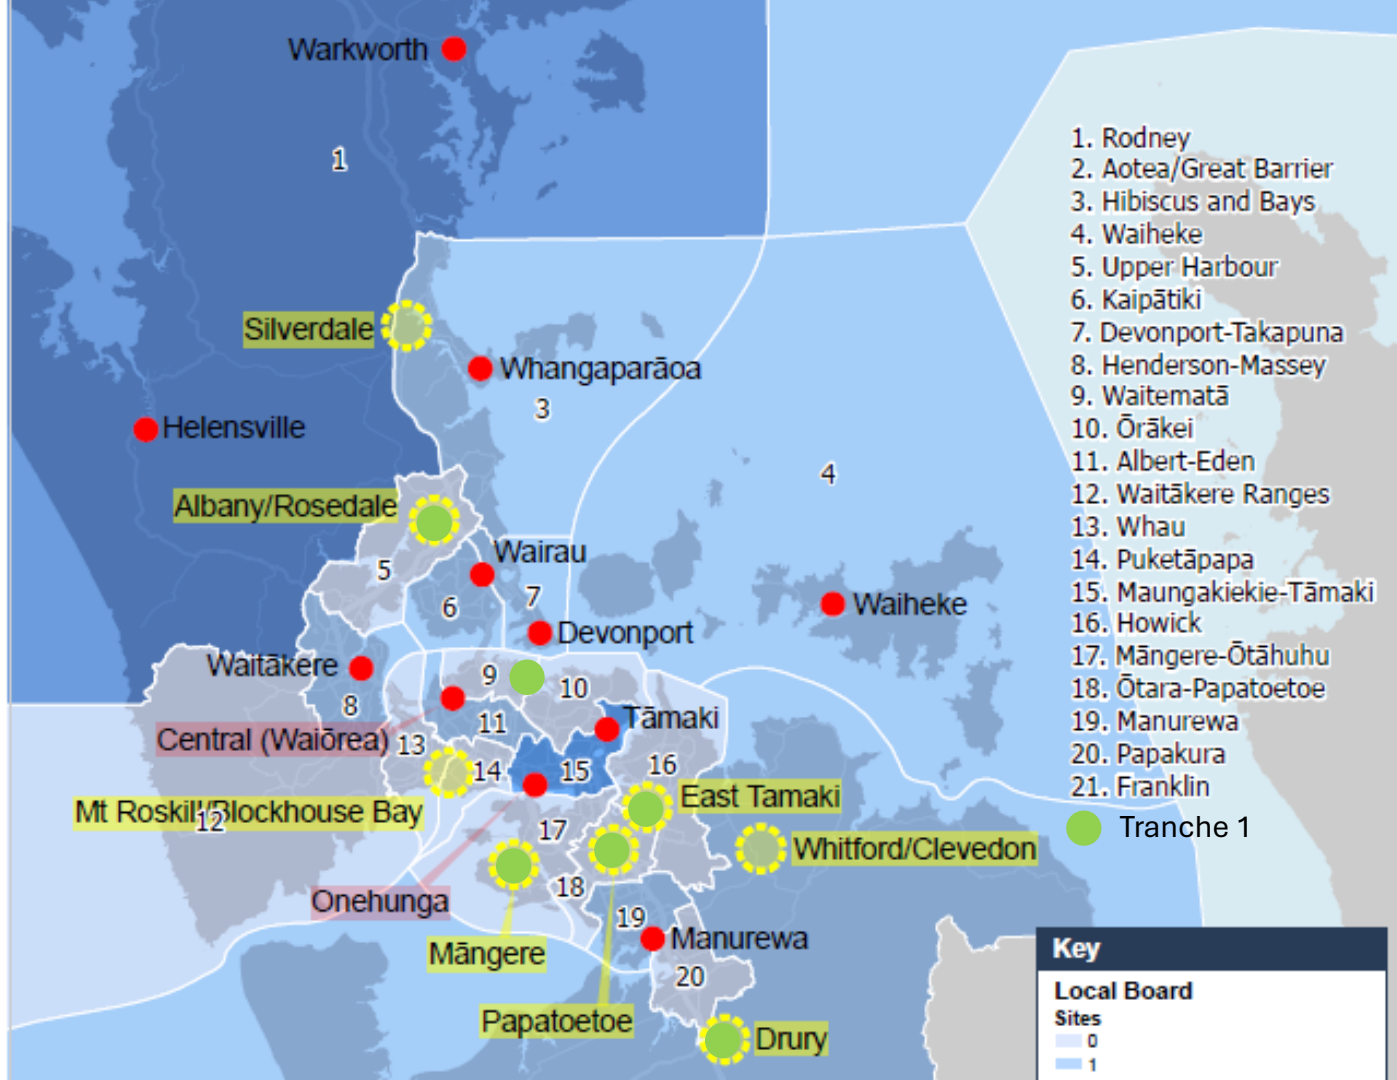 Warkworth
1
1. Rodney
2. Aotea/Great Barrier
3. Hibiscus and Bays
4. Waiheke
5. Upper Harbour
6. Kaipātiki
7. Devonport-Takapuna
8. Henderson-Massey
9. Waitematā
10. Ōrākei
11. Albert-Eden
12. Waitākere Ranges
13. Whau
14. Puketāpapa
15. Maungakiekie-Tāmaki
16. Howick
17. Māngere-Ōtāhuhu
18. Ōtara-Papatoetoe
19. Manurewa
20. Papakura
21. Franklin
Tranche 1
Silverdale
Whangaparāoa
3
Helensville
4
Albany/Rosedale
Wairau
5
7
6
Waiheke
Devonport
Waitākere
9
10
8
Tāmaki
11
Central (Waiōrea)
13
14
15
16
East Tamaki
Mt Roskill/Blockhouse Bay
12
17
Whitford/Clevedon
18
Onehunga
19
Manurewa
Māngere
20
Papatoetoe
Drury
Key
Local Board
Sites
0
1